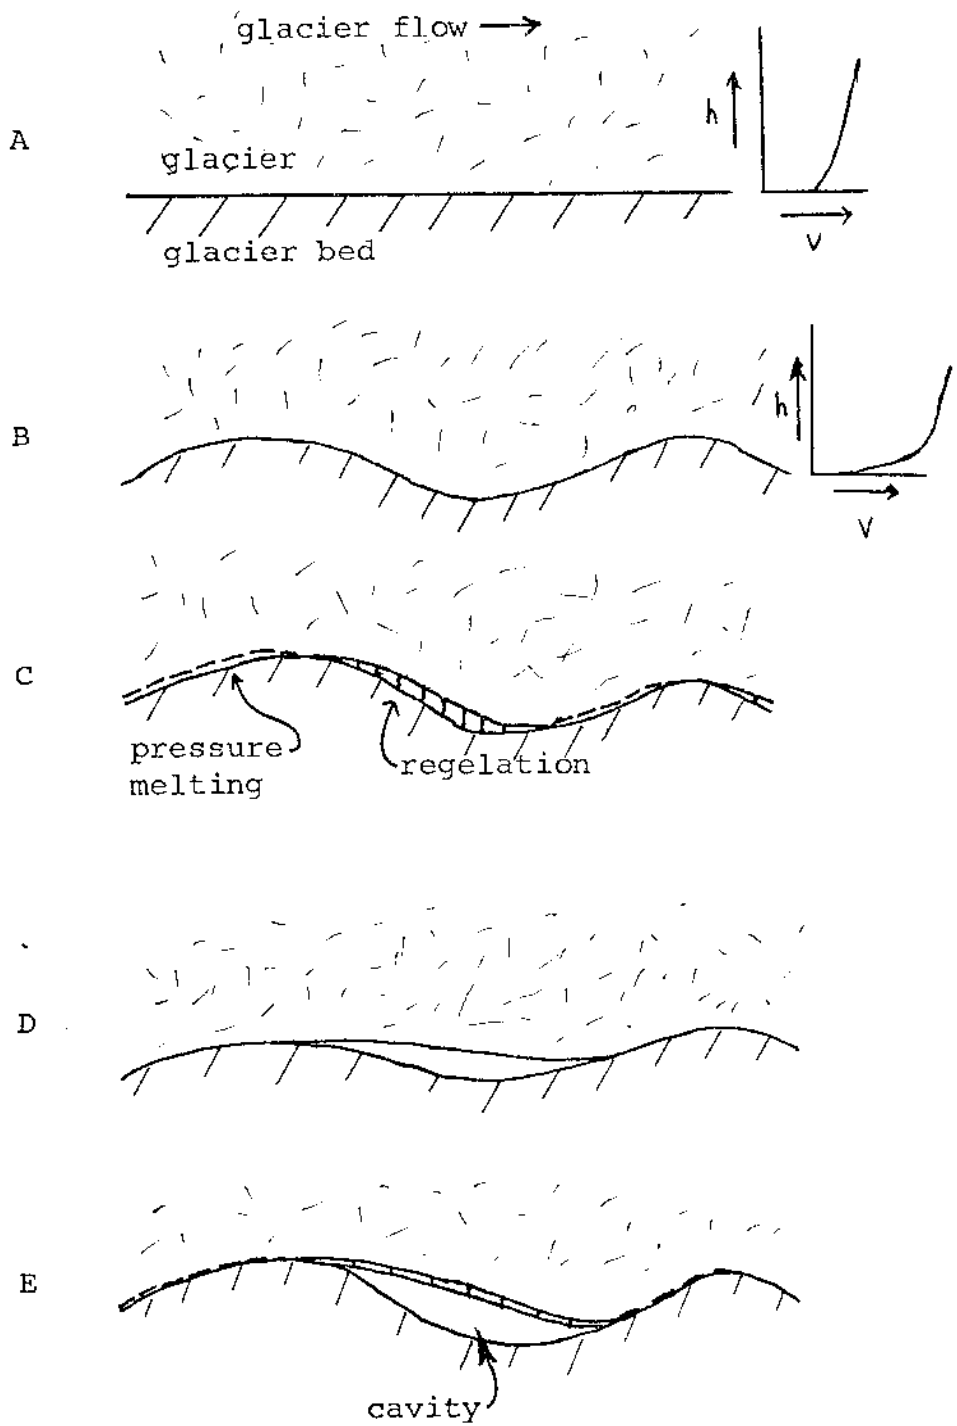 glacier flow
h
A
glacier
v
glacier bed
h
B
v
C
pressure
melting
regelation
D
E
cavity